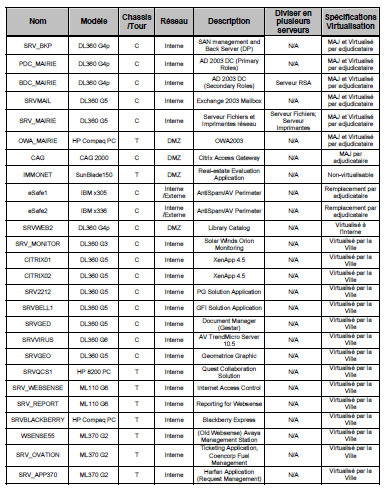 Nom Modèle Chassis /Tour Réseau Description Diviser en plusieurs serveurs Spécifications Virtualisation
SRV_BKP DL360 G4p C Interne SAN management and Back Server (DP) N/A MAJ et Virtualisé par adjudicataire
PDC_MAIRIE DL360 G4p C Interne AD 2003 DC (Primary Roles) N/A MAJ et Virtualisé par adjudicataire
BDC_MAIRIE DL360 G4p C Interne AD 2003 DC (Secondary Roles) Serveur RSA MAJ et Virtualisé par adjudicataire
SRVMAIL DL360 G5 C Interne Exchange 2003 Mailbox N/A MAJ et Virtualisé par adjudicataire
SRV_MAIRIE DL360 G5 C Interne Serveur Fichiers et Imprimantes réseau Serveur Fichiers; Serveur Imprimantes MAJ et Virtualisé par adjudicataire
OWA_MAIRIE HP Compaq PC T DMZ OWA2003 N/A MAJ et Virtualisé par adjudicataire
CAG CAG 2000 C DMZ Citrix Access Gateway N/A MAJ par adjudicataire
IMMONET SunBlade150 T DMZ Real-estate Evaluation Application N/A Non-virtualisable
eSafe1 IBM x305 C Interne /Externe AntiSpam/AV Perimeter N/A Remplacement par adjudicataire
eSafe2 IBM x336 C Interne /Externe AntiSpam/AV Perimeter N/A Remplacement par adjudicataire
SRVWEB2 DL360 G4p C DMZ Library Catalog N/A Virtualisé à l'interne
SRV_MONITOR DL360 G3 C Interne Solar Winds Orion Monitoring N/A Virtualisé par la Ville
CITRIX01 DL360 G5 C Interne XenApp 4.5 N/A Virtualisé par la Ville
CITRIX02 DL360 G5 C Interne XenApp 4.5 N/A Virtualisé par la Ville
SRV2212 DL360 G5 C Interne PG Solution Application N/A Virtualisé par la Ville
SRVBELL1 DL360 G5 C Interne GFI Solution Application N/A Virtualisé par la Ville
SRVGED DL360 G5 C Interne Document Manager (Gestar) N/A Virtualisé par la Ville
SRVVIRUS DL360 G6 C Interne AV TrendMicro Server 10.5 N/A Virtualisé par la Ville
SRVGEO DL360 G5 C Interne Geometrice Graphic N/A Virtualisé par la Ville
SRVQCS1 HP 8200 PC T Interne Quest Collaboration Solution N/A Virtualisé par la Ville
SRV_WEBSENSE ML110 G6 T Interne Internet Access Control N/A Virtualisé par la Ville
SRV_REPORT ML110 G6 T Interne Reporting for Websense N/A Virtualisé par la Ville
SRVBLACKBERRY HP Compaq PC T Interne Blackberry Express N/A Virtualisé par la Ville
WSENSE55 ML370 G2 T Interne (Old Websense) Avaya Management Station N/A Virtualisé par la Ville
SRV_OVATION ML370 G2 T Interne Ticketing Application, Coencorp Fuel Management N/A Virtualisé par la Ville
SRV_APP370 ML370 G2 T Interne Harfan Application (Request Management) N/A Virtualisé par la Ville